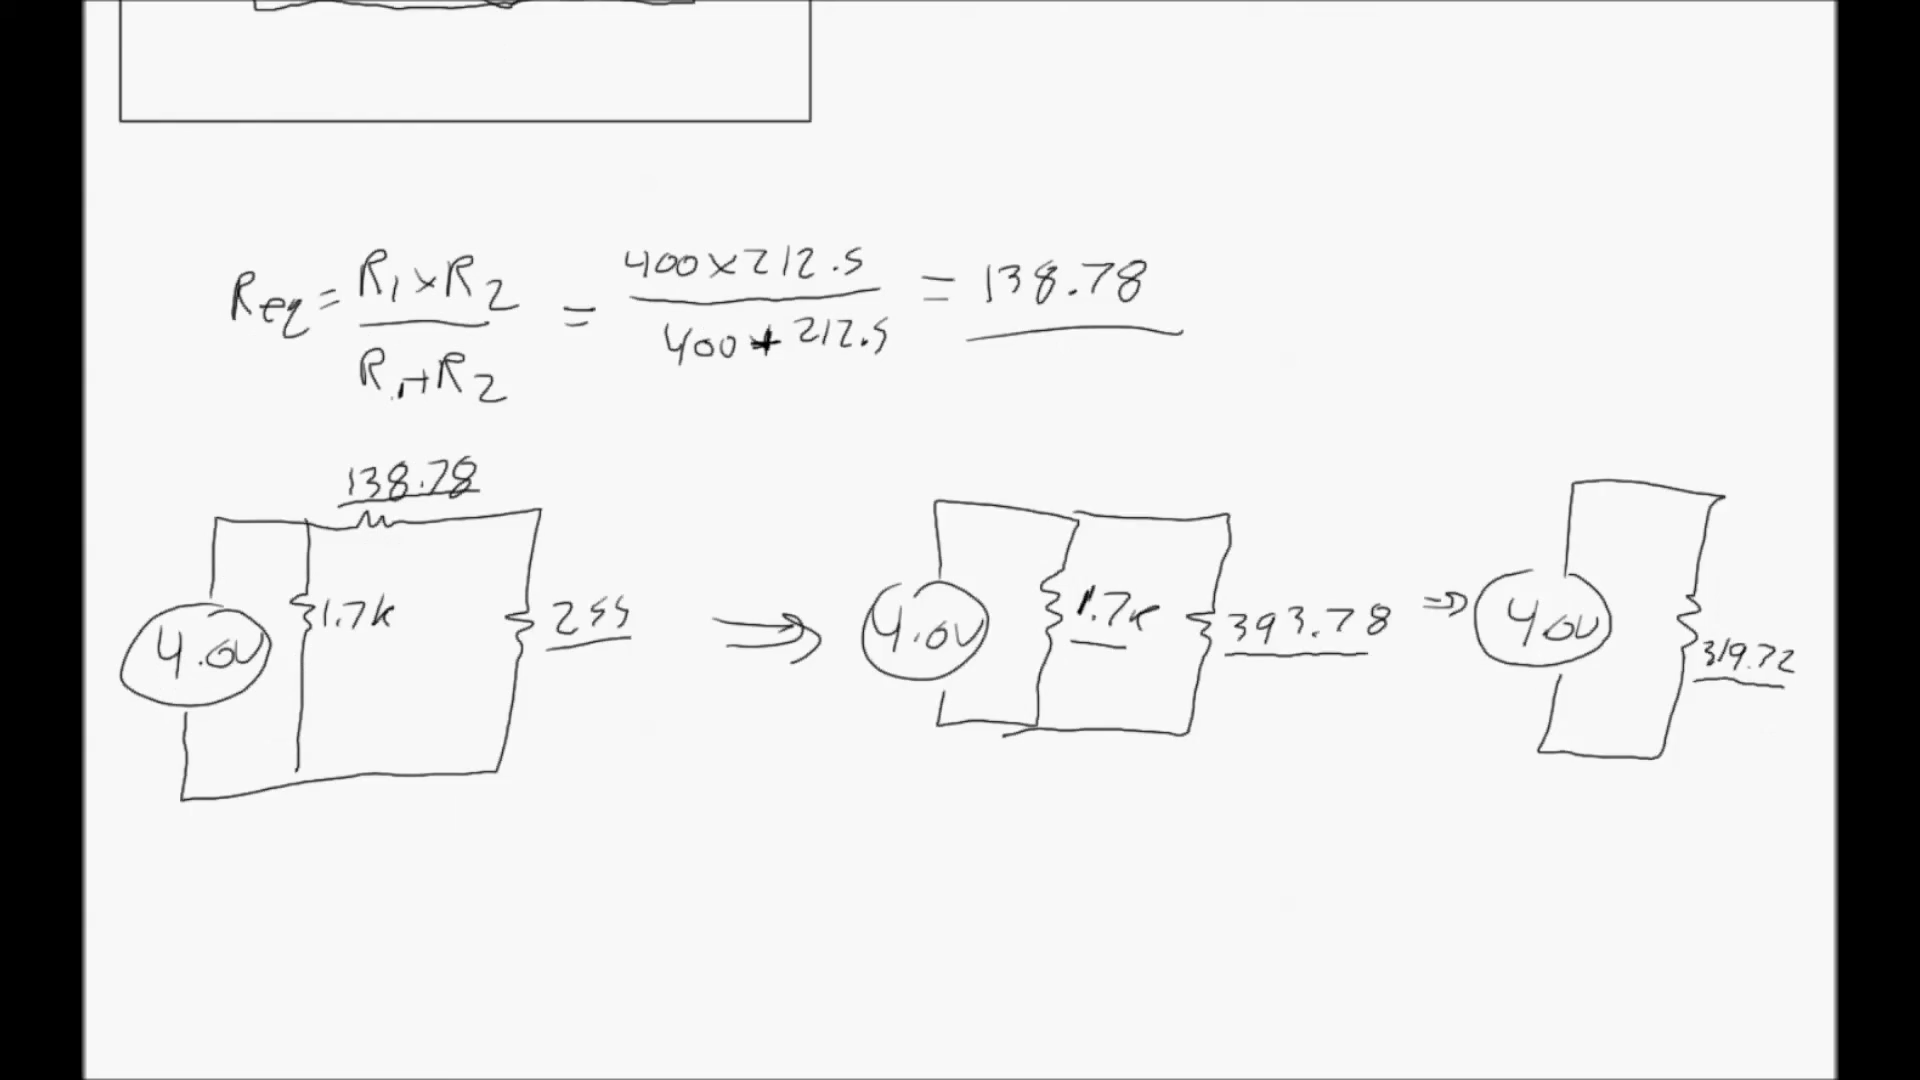 Req = R1 x R2 / R1 + R2 = 400 x 212.5 / 400 + 212.5 = 138.78
138.78
4.0V 1.7k 255 ⇒ 4.0V 1.7k 393.78 ⇒ 4.0V 319.72